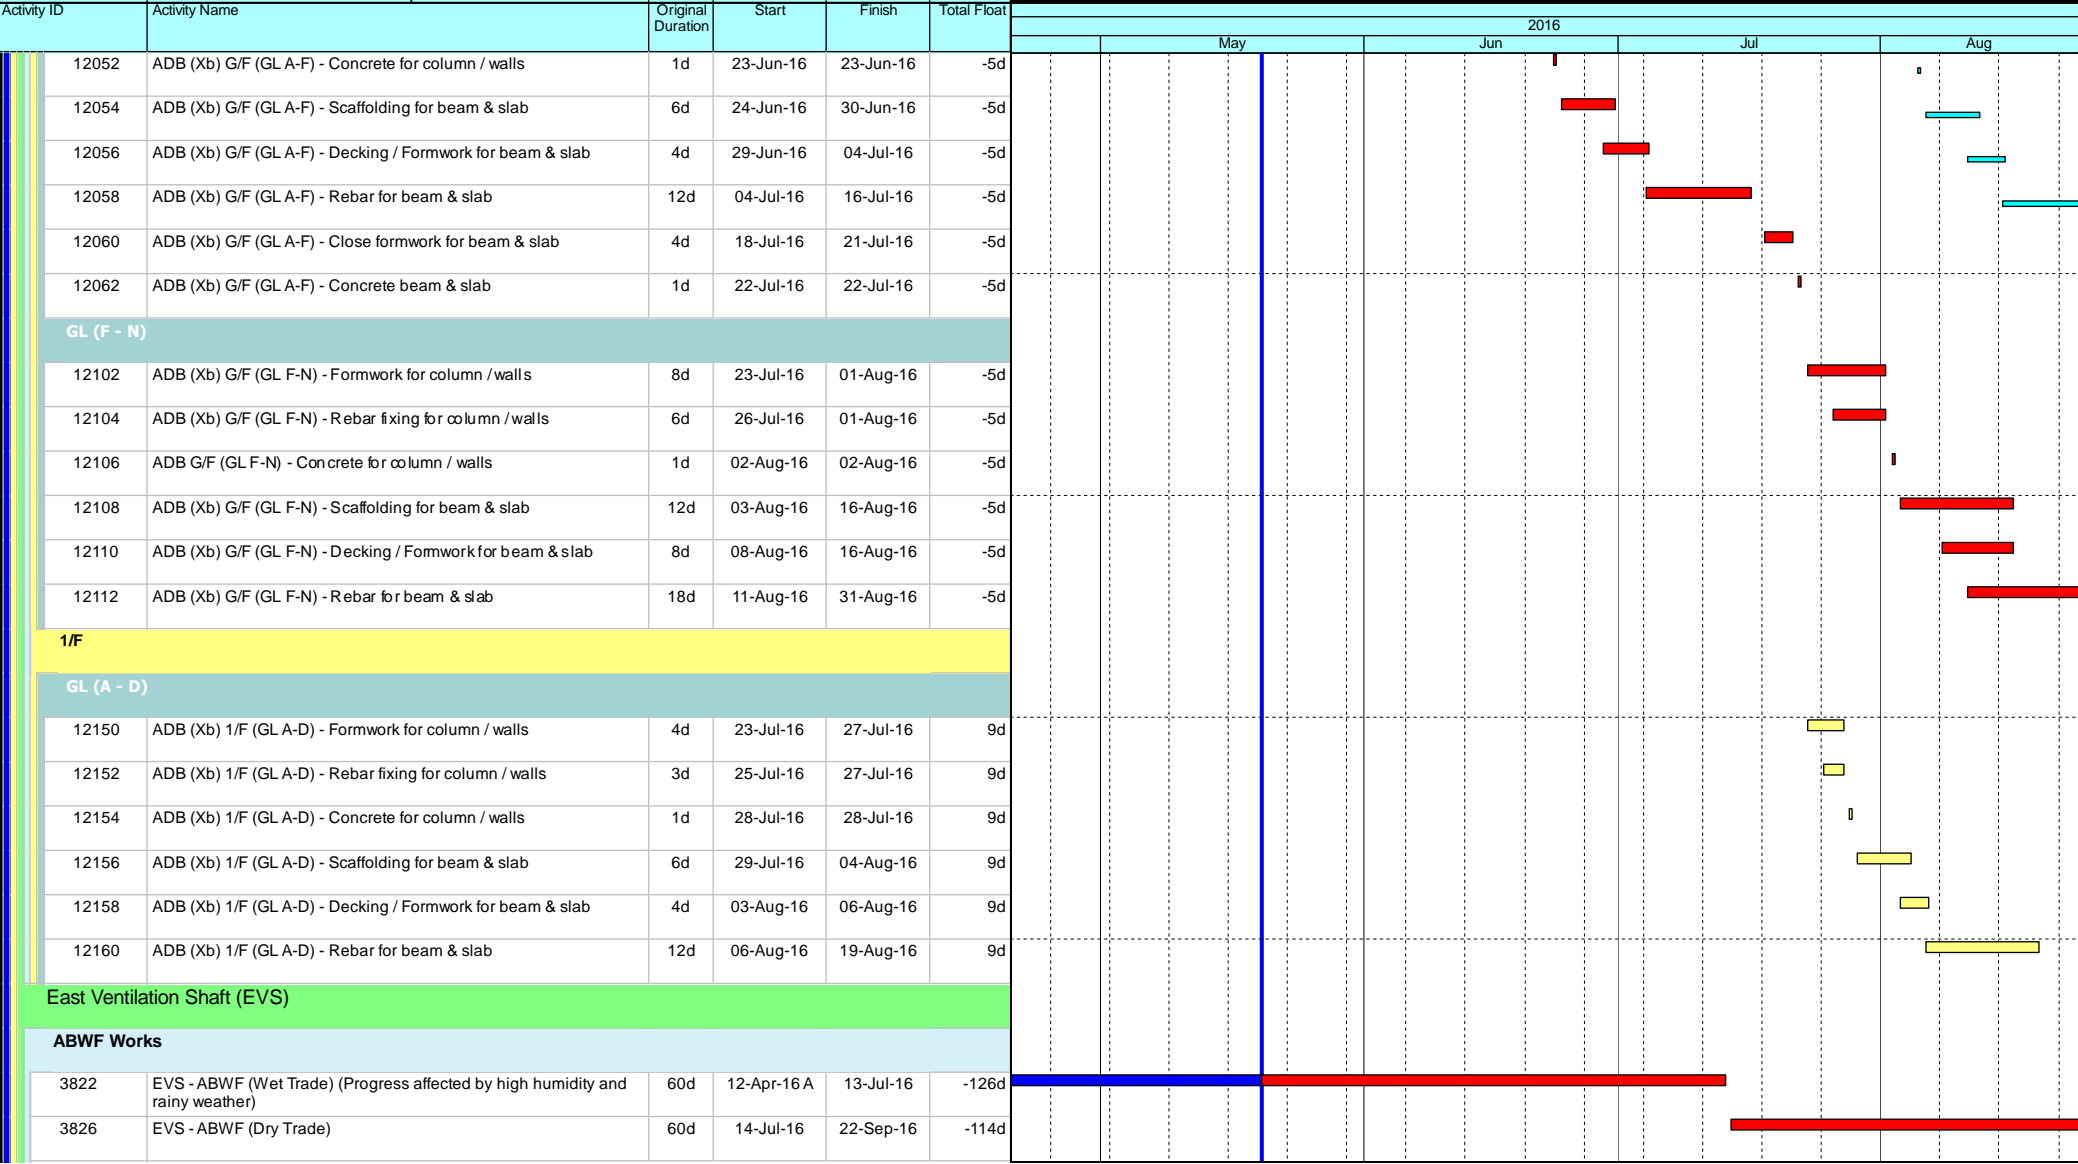 Activity ID Activity Name Original Start Finish Total Float
Duration
2016
May Jun Jul Aug
12052 ADB (Xb) G/F (GL A-F) - Concrete for column / walls 1d 23-Jun-16 23-Jun-16 -5d
12054 ADB (Xb) G/F (GL A-F) - Scaffolding for beam & slab 6d 24-Jun-16 30-Jun-16 -5d
12056 ADB (Xb) G/F (GL A-F) - Decking / Formwork for beam & slab 4d 29-Jun-16 04-Jul-16 -5d
12058 ADB (Xb) G/F (GL A-F) - Rebar for beam & slab 12d 04-Jul-16 16-Jul-16 -5d
12060 ADB (Xb) G/F (GL A-F) - Close formwork for beam & slab 4d 18-Jul-16 21-Jul-16 -5d
12062 ADB (Xb) G/F (GL A-F) - Concrete beam & slab 1d 22-Jul-16 22-Jul-16 -5d
GL (F - N)
12102 ADB (Xb) G/F (GL F-N) - Formwork for column / walls 8d 23-Jul-16 01-Aug-16 -5d
12104 ADB (Xb) G/F (GL F-N) - Rebar fixing for column / walls 6d 26-Jul-16 01-Aug-16 -5d
12106 ADB G/F (GL F-N) - Concrete for column / walls 1d 02-Aug-16 02-Aug-16 -5d
12108 ADB (Xb) G/F (GL F-N) - Scaffolding for beam & slab 12d 03-Aug-16 16-Aug-16 -5d
12110 ADB (Xb) G/F (GL F-N) - Decking / Formwork for beam & slab 8d 08-Aug-16 16-Aug-16 -5d
12112 ADB (Xb) G/F (GL F-N) - Rebar for beam & slab 18d 11-Aug-16 31-Aug-16 -5d
1/F
GL (A - D)
12150 ADB (Xb) 1/F (GL A-D) - Formwork for column / walls 4d 23-Jul-16 27-Jul-16 9d
12152 ADB (Xb) 1/F (GL A-D) - Rebar fixing for column / walls 3d 25-Jul-16 27-Jul-16 9d
12154 ADB (Xb) 1/F (GL A-D) - Concrete for column / walls 1d 28-Jul-16 28-Jul-16 9d
12156 ADB (Xb) 1/F (GL A-D) - Scaffolding for beam & slab 6d 29-Jul-16 04-Aug-16 9d
12158 ADB (Xb) 1/F (GL A-D) - Decking / Formwork for beam & slab 4d 03-Aug-16 06-Aug-16 9d
12160 ADB (Xb) 1/F (GL A-D) - Rebar for beam & slab 12d 06-Aug-16 19-Aug-16 9d
East Ventilation Shaft (EVS)
ABWF Works
3822 EVS - ABWF (Wet Trade) (Progress affected by high humidity and 60d 12-Apr-16 A 13-Jul-16 -126d
rainy weather)
3826 EVS - ABWF (Dry Trade) 60d 14-Jul-16 22-Sep-16 -114d